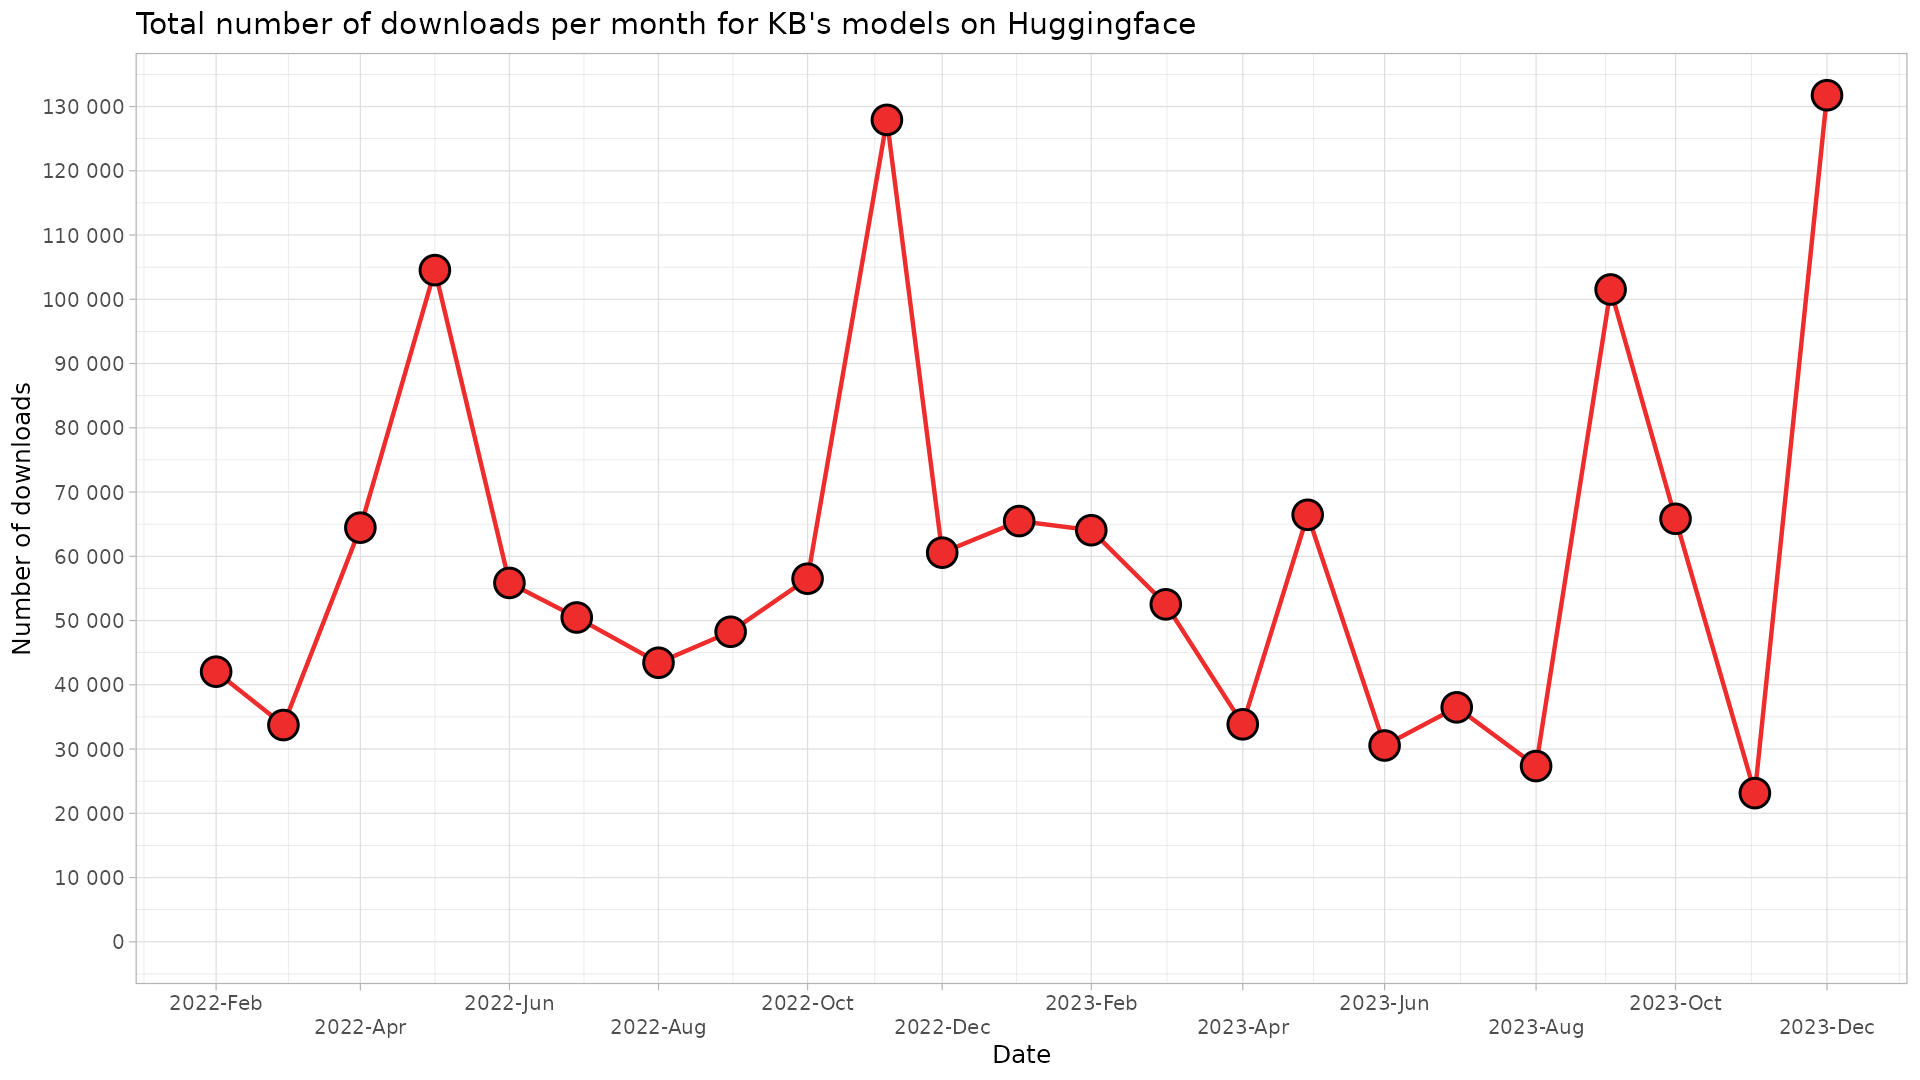 Total number of downloads per month for KB's models on Huggingface
Number of downloads
130 000
120 000
110 000
100 000
90 000
80 000
70 000
60 000
50 000
40 000
30 000
20 000
10 000
0
2022-Feb
2022-Apr
2022-Jun
2022-Aug
2022-Oct
2022-Dec
2023-Feb
2023-Apr
2023-Jun
2023-Aug
2023-Oct
2023-Dec
Date